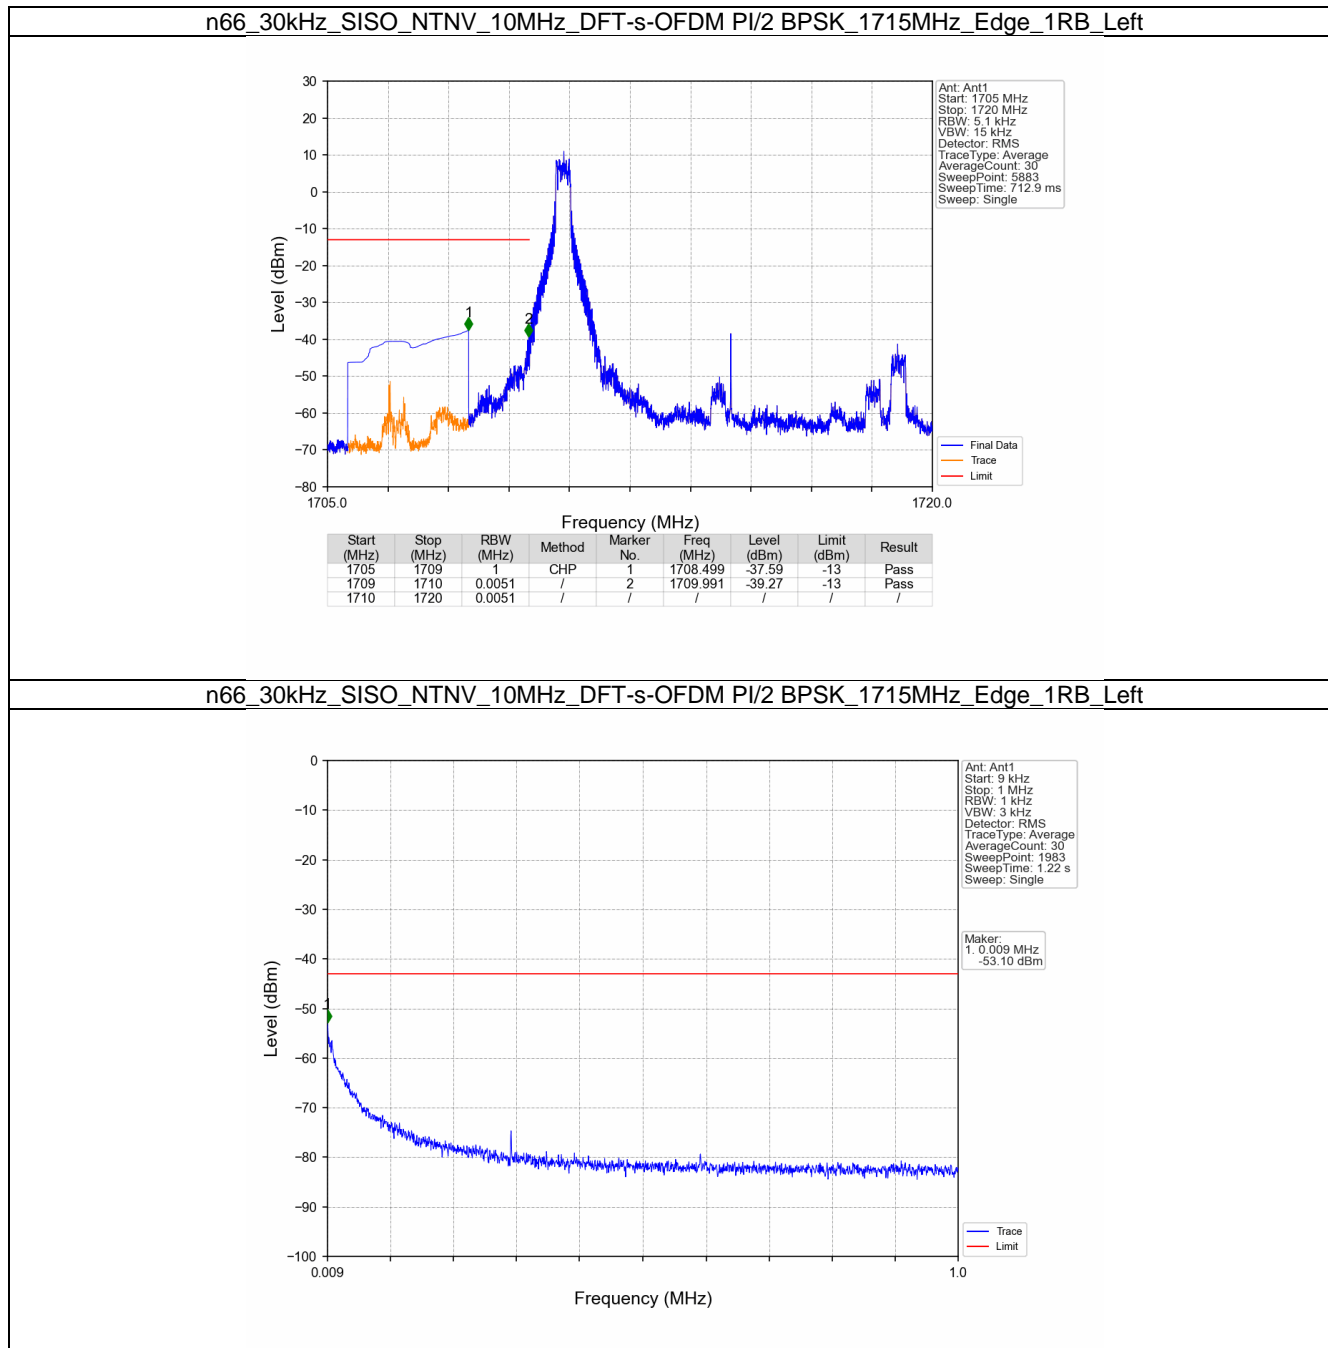 n66_30kHz_SISO_NTNV_10MHz_DFT-s-OFDM PI/2 BPSK_1715MHz_Edge_1RB_Left
30
20
10
0
−10
−20
−30
−40
−50
−60
−70
−80
Level (dBm)
1
2
1705.0
1720.0
Frequency (MHz)
Ant: Ant1
Start: 1705 MHz
Stop: 1720 MHz
RBW: 5.1 kHz
VBW: 15 kHz
Detector: RMS
TraceType: Average
AverageCount: 30
SweepPoint: 5883
SweepTime: 712.9 ms
Sweep: Single
Final Data
Trace
Limit
Start (MHz) Stop (MHz) RBW (MHz) Method Marker No. Freq (MHz) Level (dBm) Limit (dBm) Result
1705 1709 1 CHP 1 1708.499 -37.59 -13 Pass
1709 1710 0.0051 / 2 1709.991 -39.27 -13 Pass
1710 1720 0.0051 / / / / / /
n66_30kHz_SISO_NTNV_10MHz_DFT-s-OFDM PI/2 BPSK_1715MHz_Edge_1RB_Left
0
−10
−20
−30
−40
−50
−60
−70
−80
−90
−100
Level (dBm)
1
0.009
1.0
Frequency (MHz)
Ant: Ant1
Start: 9 kHz
Stop: 1 MHz
RBW: 1 kHz
VBW: 3 kHz
Detector: RMS
TraceType: Average
AverageCount: 30
SweepPoint: 1983
SweepTime: 1.22 s
Sweep: Single
Maker:
1. 0.009 MHz
-53.10 dBm
Trace
Limit